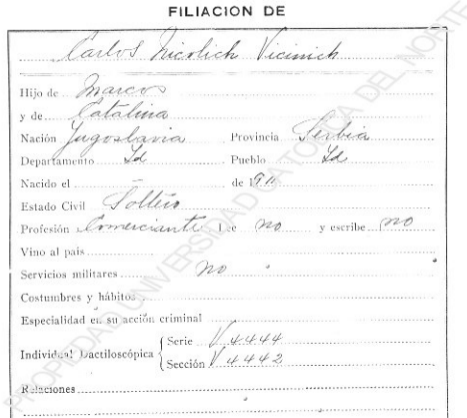 FILIACION DE
Carlos Nicolich Vicinich
Hijo de Marcos
y de Catalina
Nación Jugoslavia Provincia Serbia
Departamento Id Pueblo Id
Nacido el - de 1911
Estado Civil Soltero
Profesión Comerciante Lee no y escribe no
Vino al país
Servicios militares no
Costumbres y hábitos
Especialidad en su acción criminal
Individual Dactiloscópica { Serie V 4444
Sección V 4442
Relaciones
PROPIEDAD UNIVERSIDAD CATOLICA DEL NORTE